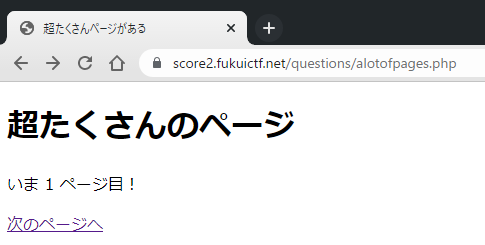 超たくさんページがある
score2.fukuictf.net/questions/alotofpages.php
超たくさんのページ
いま 1 ページ目！
次のページへ